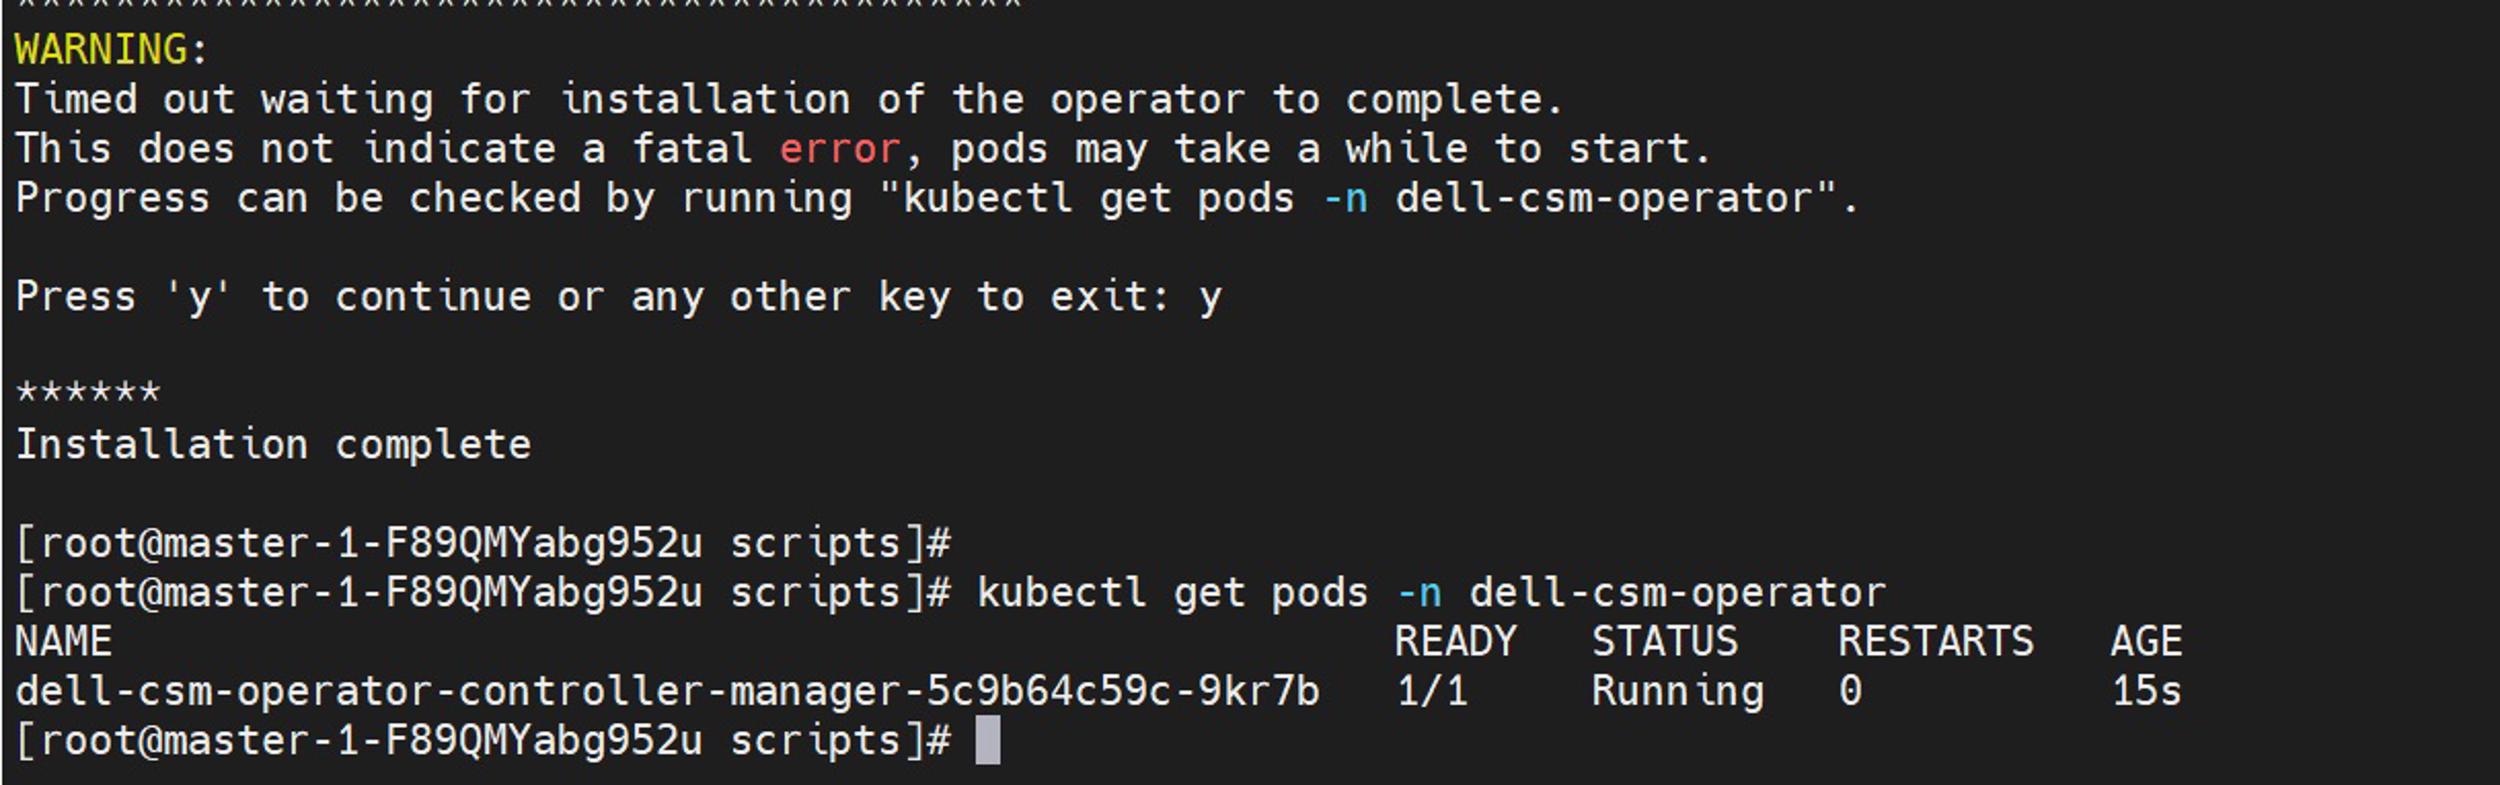 ******************************************
WARNING:
Timed out waiting for installation of the operator to complete.
This does not indicate a fatal error, pods may take a while to start.
Progress can be checked by running "kubectl get pods -n dell-csm-operator".
Press 'y' to continue or any other key to exit: y
******
Installation complete
[root@master-1-F89QMYabg952u scripts]#
[root@master-1-F89QMYabg952u scripts]# kubectl get pods -n dell-csm-operator
NAME READY STATUS RESTARTS AGE
dell-csm-operator-controller-manager-5c9b64c59c-9kr7b 1/1 Running 0 15s
[root@master-1-F89QMYabg952u scripts]#